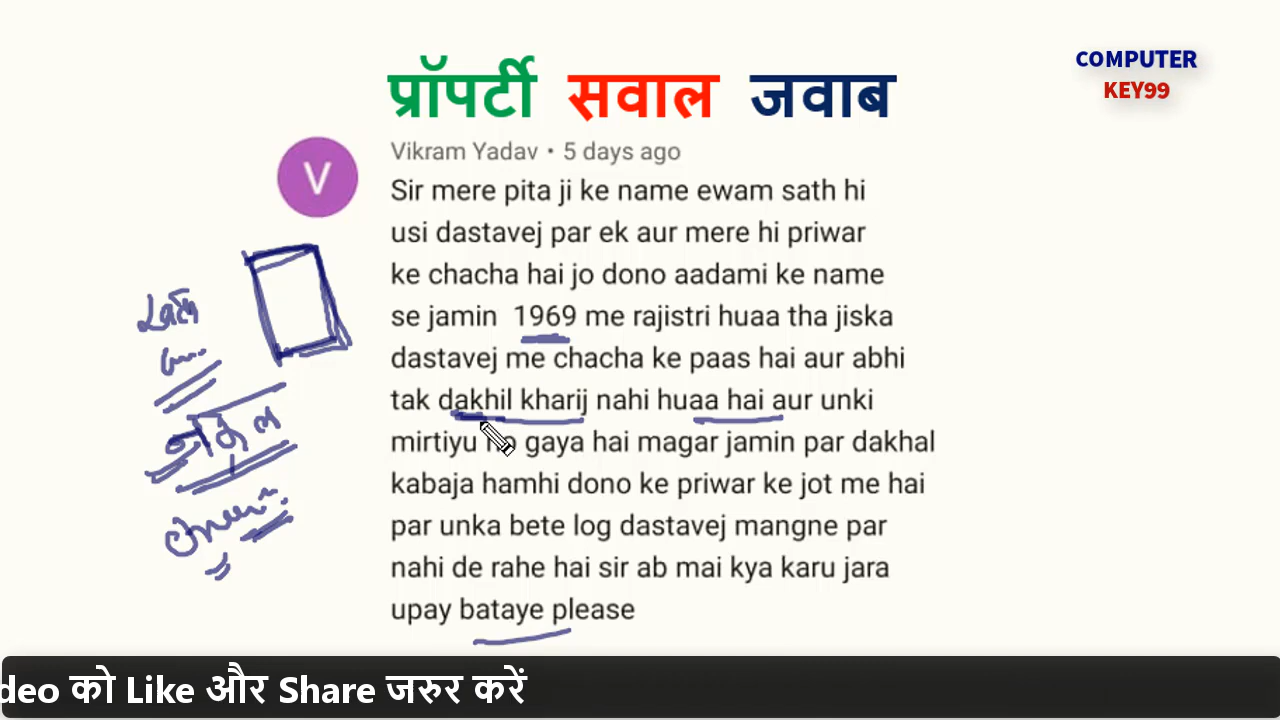 COMPUTER
KEY99
प्रॉपर्टी सवाल जवाब
V
Vikram Yadav • 5 days ago
Sir mere pita ji ke name ewam sath hi
usi dastavej par ek aur mere hi priwar
ke chacha hai jo dono aadami ke name
se jamin 1969 me rajistri huaa tha jiska
dastavej me chacha ke paas hai aur abhi
tak dakhil kharij nahi huaa hai aur unki
mirtiyu gaya hai magar jamin par dakhal
kabaja hamhi dono ke priwar ke jot me hai
par unka bete log dastavej mangne par
nahi de rahe hai sir ab mai kya karu jara
upay bataye please
deo को Like और Share जरुर करें